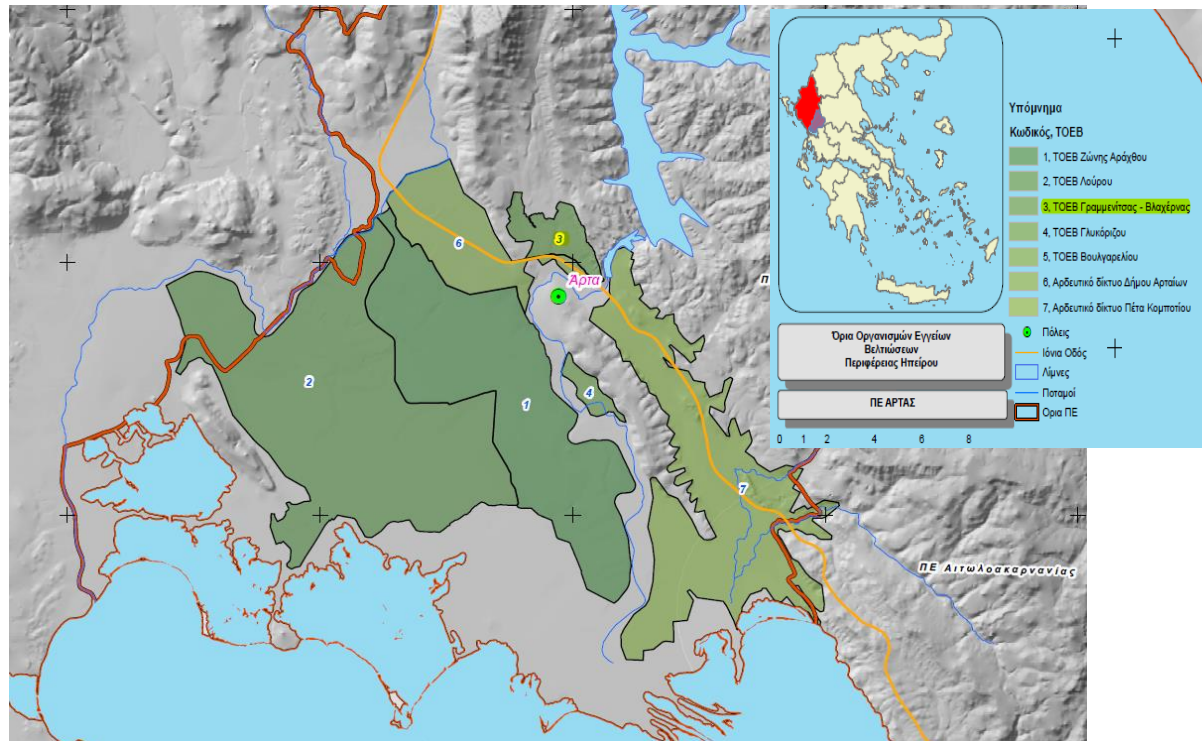 6
3
Άρτα
2
1
4
7
Π
ΠΕ Αιτωλοακαρνανίας
Υπόμνημα
Κωδικός, ΤΟΕΒ
1, ΤΟΕΒ Ζώνης Αράχθου
2, ΤΟΕΒ Λούρου
3, ΤΟΕΒ Γραμμενίτσας - Βλαχέρνας
4, ΤΟΕΒ Γλυκόριζου
5, ΤΟΕΒ Βουλγαρελίου
6, Αρδευτικό δίκτυο Δήμου Αρταίων
7, Αρδευτικό δίκτυο Πέτα Κομποτίου
Πόλεις
Ιόνια Οδός
Λίμνες
Ποταμοί
Ορια ΠΕ
Όρια Οργανισμών Εγγείων
Βελτιώσεων
Περιφέρειας Ηπείρου
ΠΕ ΑΡΤΑΣ
0 1 2 4 6 8